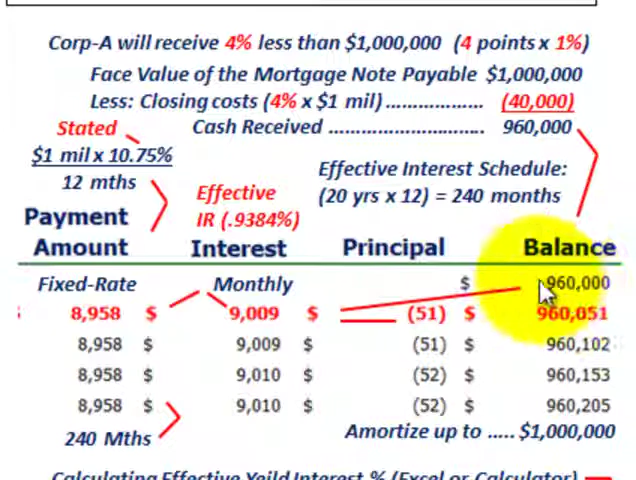 Corp-A will receive 4% less than $1,000,000 (4 points x 1%)
Face Value of the Mortgage Note Payable $1,000,000
Less: Closing costs (4% x $1 mil) ................... (40,000)
Cash Received ............................... 960,000
Stated
$1 mil x 10.75%
12 mths
Effective
IR (.9384%)
Effective Interest Schedule:
(20 yrs x 12) = 240 months
Payment
Amount Interest Principal Balance
Fixed-Rate Monthly $ 960,000
8,958 $ 9,009 $ (51) $ 960,051
8,958 $ 9,009 $ (51) $ 960,102
8,958 $ 9,010 $ (52) $ 960,153
8,958 $ 9,010 $ (52) $ 960,205
240 Mths
Amortize up to ..... $1,000,000
Calculating Effective Yeild Interest % (Excel or Calculator)